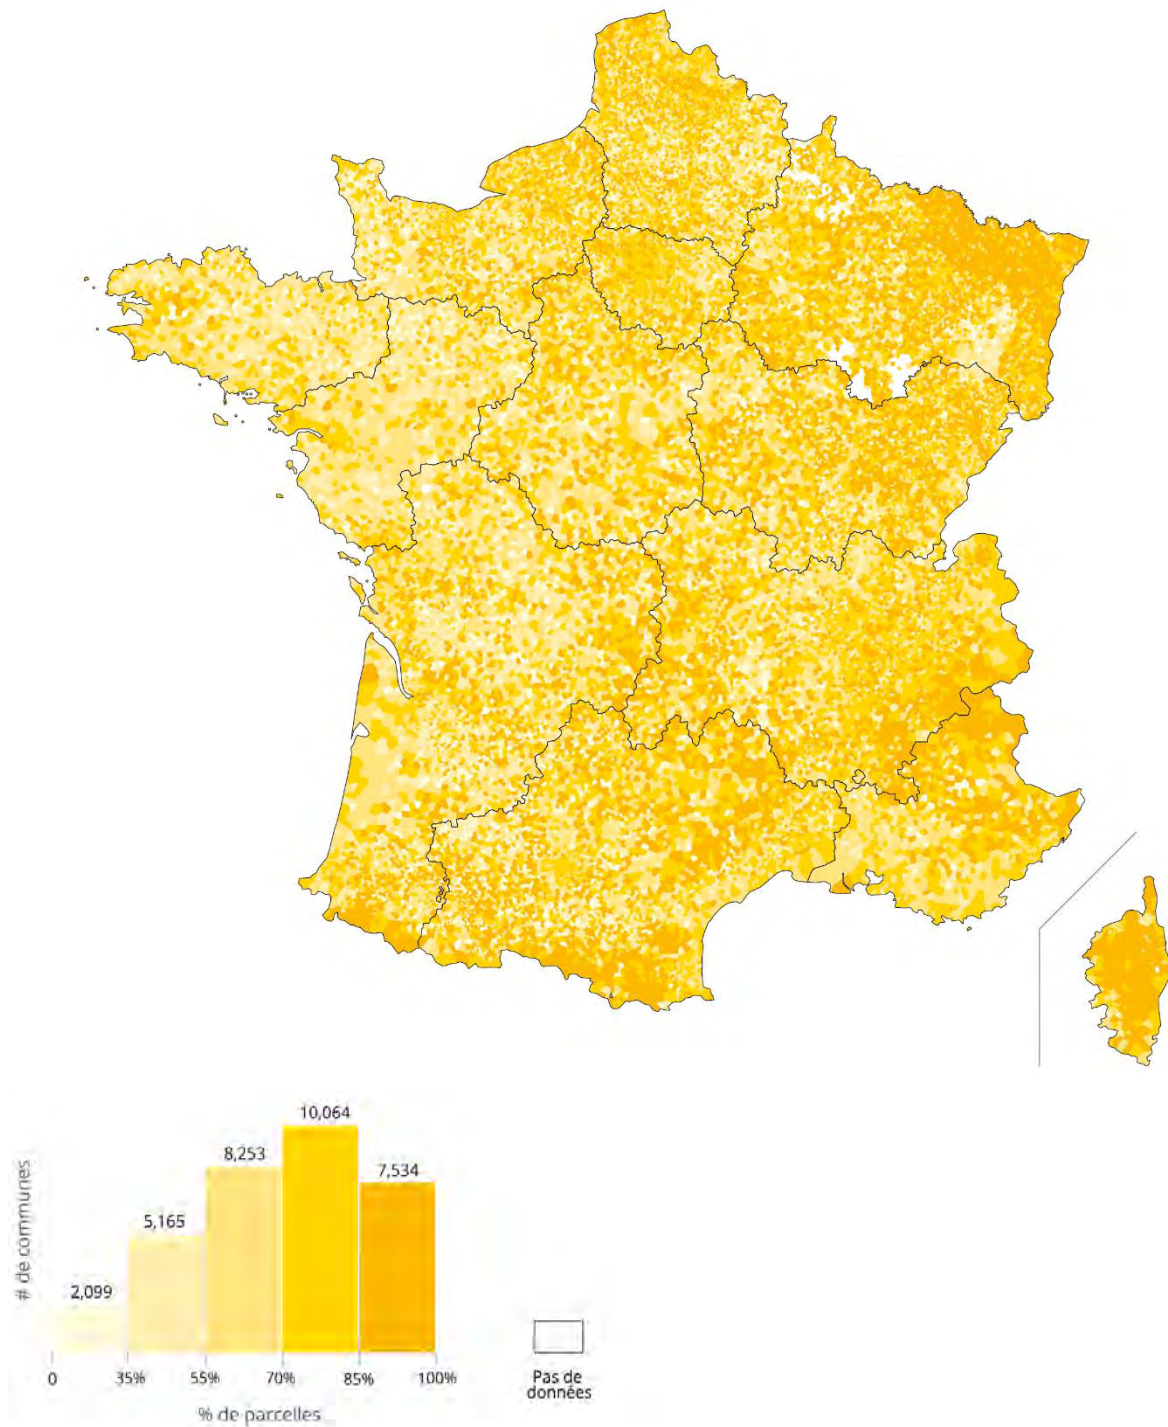 10,064
8,253
7,534
5,165
2,099
# de communes
0 35% 55% 70% 85% 100%
% de parcelles
Pas de
données